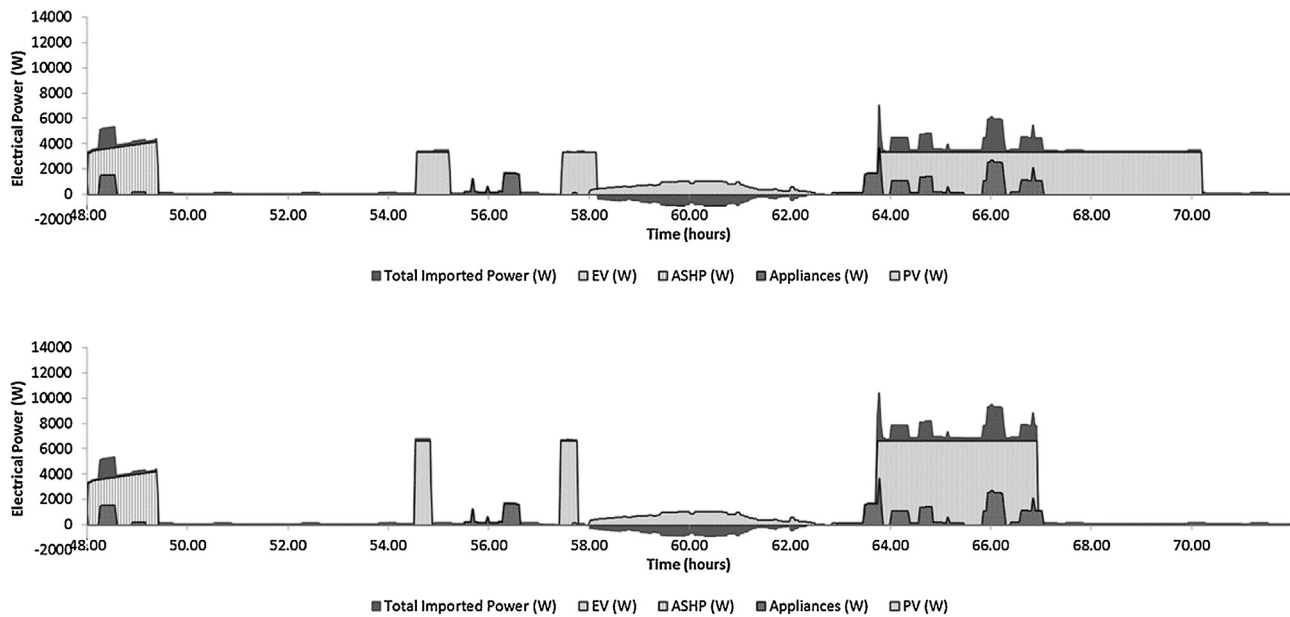 14000
12000
10000
8000
6000
4000
2000
0
-2000
Electrical Power (W)
48.00 50.00 52.00 54.00 56.00 58.00 60.00 62.00 64.00 66.00 68.00 70.00
Time (hours)
Total Imported Power (W) EV (W) ASHP (W) Appliances (W) PV (W)
14000
12000
10000
8000
6000
4000
2000
0
-2000
Electrical Power (W)
48.00 50.00 52.00 54.00 56.00 58.00 60.00 62.00 64.00 66.00 68.00 70.00
Time (hours)
Total Imported Power (W) EV (W) ASHP (W) Appliances (W) PV (W)